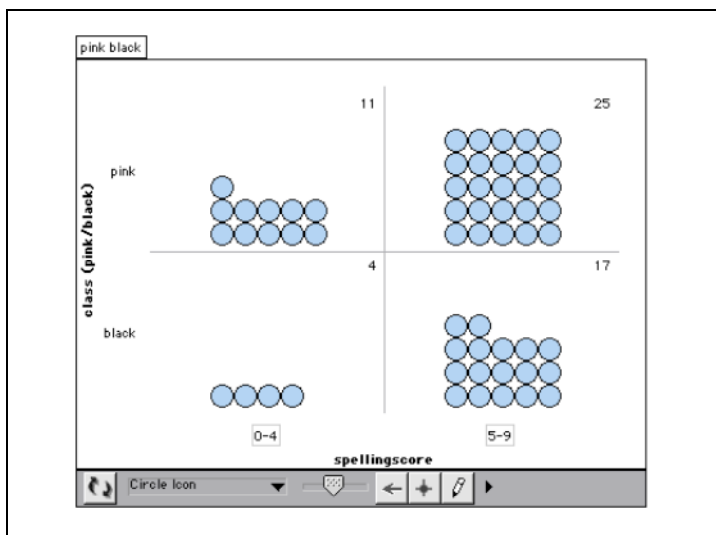 pink black
11
25
pink
class (pink/black)
4
17
black
0-4
5-9
spellingscore
Circle Icon